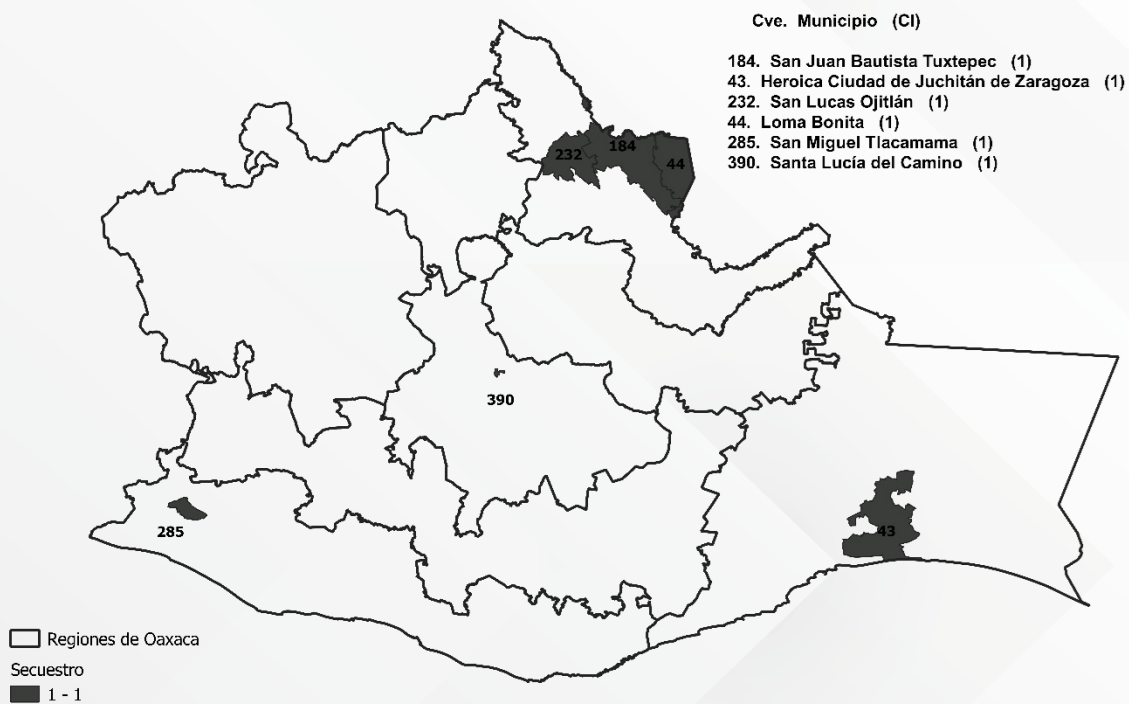 Cve. Municipio (CI)
184. San Juan Bautista Tuxtepec (1)
43. Heroica Ciudad de Juchitán de Zaragoza (1)
232. San Lucas Ojitlán (1)
44. Loma Bonita (1)
285. San Miguel Tlacamama (1)
390. Santa Lucía del Camino (1)
184
232
44
390
285
43
Regiones de Oaxaca
Secuestro
1 - 1